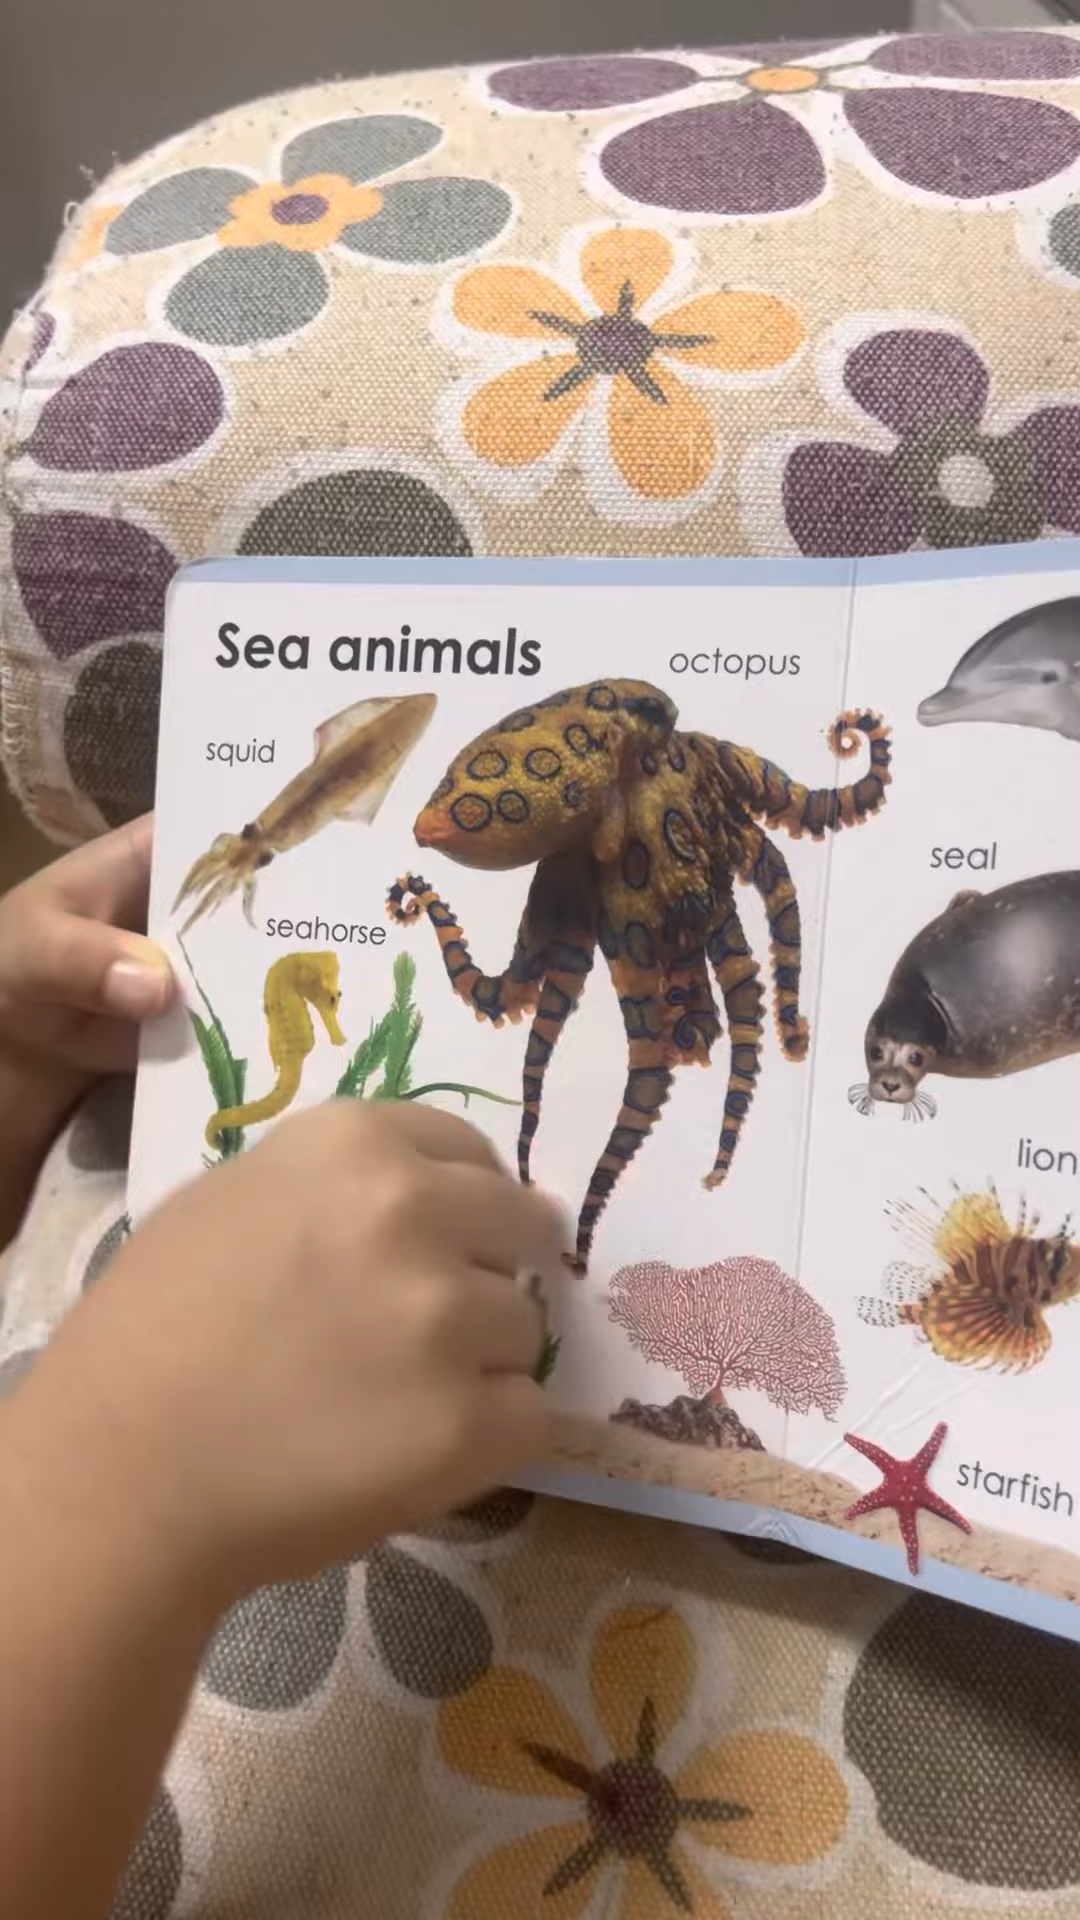 Sea animals
octopus
squid
seahorse
seal
lion
starfish